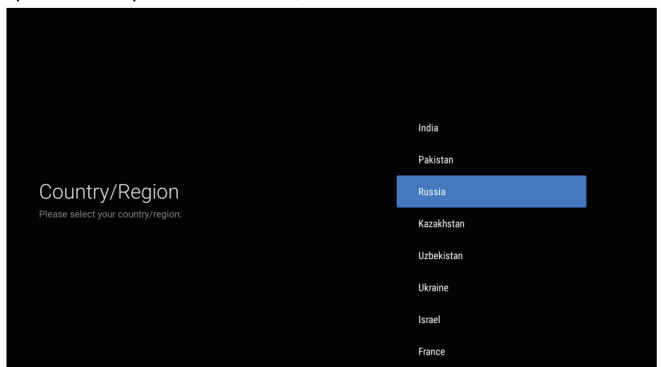 India
Pakistan
Country/Region
Russia
Please select your country/region:
Kazakhstan
Uzbekistan
Ukraine
Israel
France